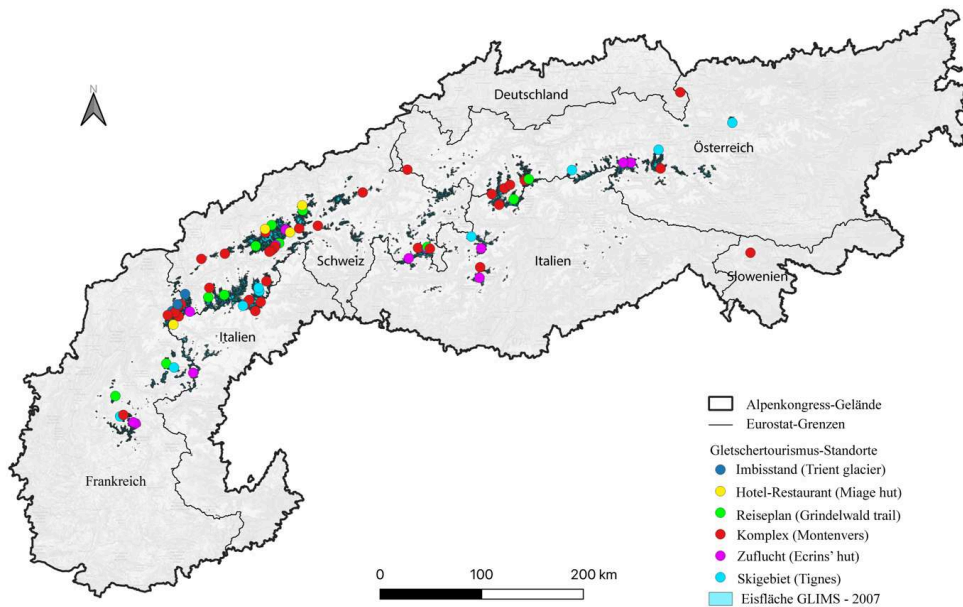 N
Deutschland
Österreich
Schweiz
Italien
Slowenien
Italien
Frankreich
Alpenkongress-Gelände
Eurostat-Grenzen
Gletschertourismus-Standorte
Imbisstand (Trient glacier)
Hotel-Restaurant (Miage hut)
Reiseplan (Grindelwald trail)
Komplex (Montenvers)
Zuflucht (Ecrins' hut)
Skigebiet (Tignes)
Eisfläche GLIMS - 2007
0 100 200 km